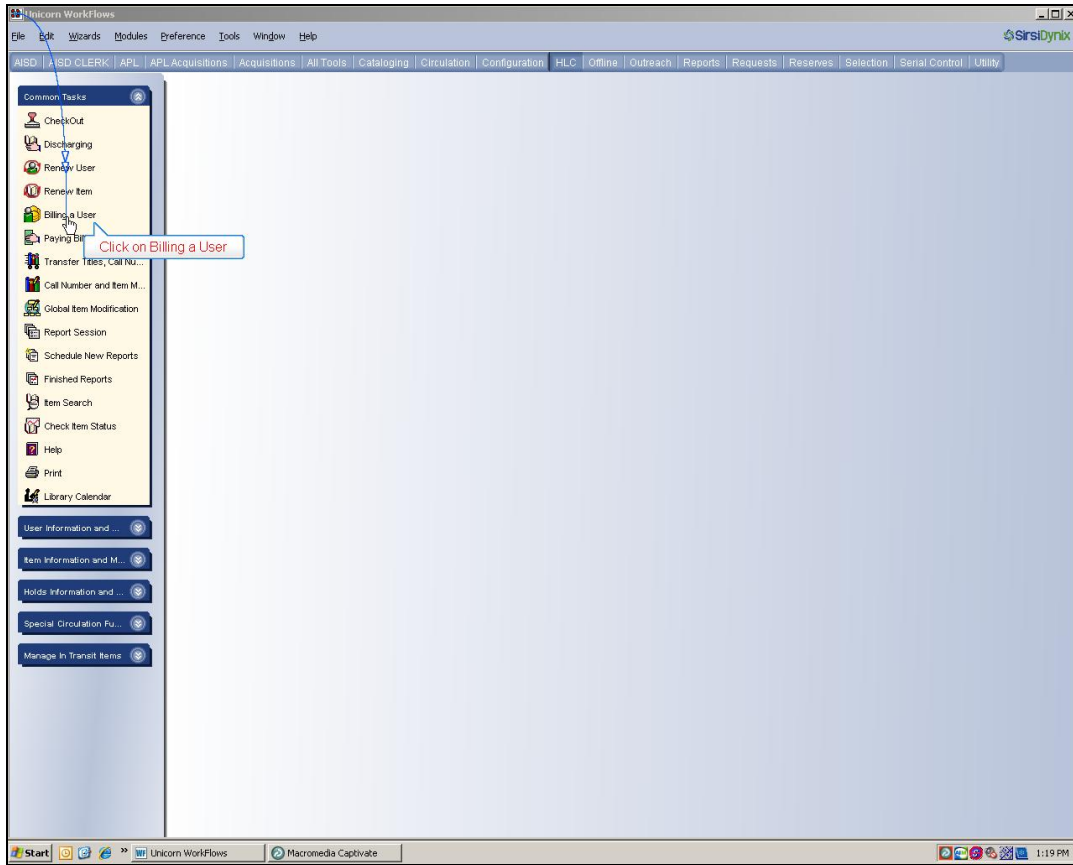 Unicorn WorkFlows
File Edit Wizards Modules Preference Tools Window Help
SirsiDynix
AISD AISD CLERK APL APL Acquisitions Acquisitions All Tools Cataloging Circulation Configuration HLC Offline Outreach Reports Requests Reserves Selection Serial Control Utility
Common Tasks
CheckOut
Discharging
Renew User
Renew Item
Billing a User
Paying Bil
Click on Billing a User
Transfer Titles, Call Nu...
Call Number and Item M...
Global Item Modification
Report Session
Schedule New Reports
Finished Reports
Item Search
Check Item Status
Help
Print
Library Calendar
User Information and ...
Item Information and M...
Holds Information and ...
Special Circulation Fu...
Manage In Transit Items
Start » WF Unicorn WorkFlows Macromedia Captivate 1:19 PM